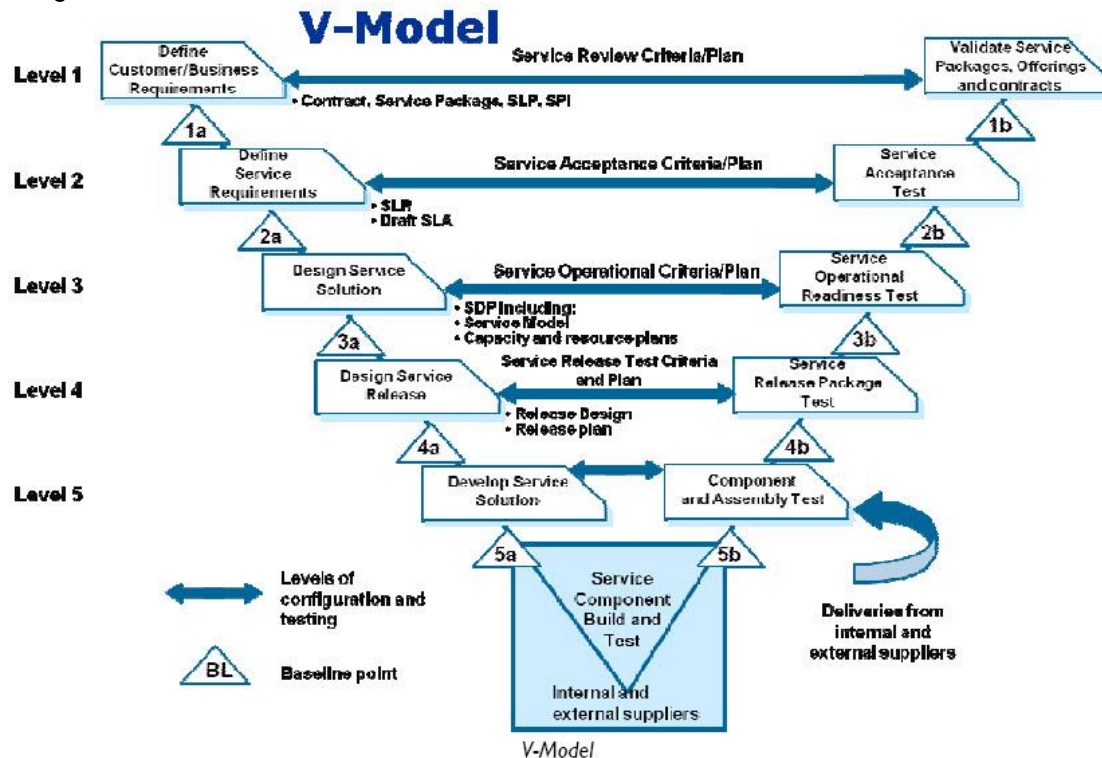 V-Model
Level 1
Define
Customer/Business
Requirements
Service Review Criteria/Plan
• Contract, Service Package, SLP, SPI
Validate Service
Packages, Offerings
and contracts
1a
1b
Level 2
Define
Service
Requirements
Service Acceptance Criteria/Plan
• SLR
• Draft SLA
Service
Acceptance
Test
2a
2b
Level 3
Design Service
Solution
Service Operational Criteria/Plan
• SDP Including:
• Service Model
• Capacity and resource plans
Service
Operational
Readiness Test
3a
3b
Level 4
Design Service
Release
Service Release Test Criteria
and Plan
• Release Design
• Release plan
Service
Release Package
Test
4a
4b
Level 5
Develop Service
Solution
Component
and Assembly Test
5a
5b
Service
Component
Build and
Test
Internal and
external suppliers
Levels of
configuration and
testing
BL
Baseline point
Deliveries from
internal and
external suppliers
V-Model